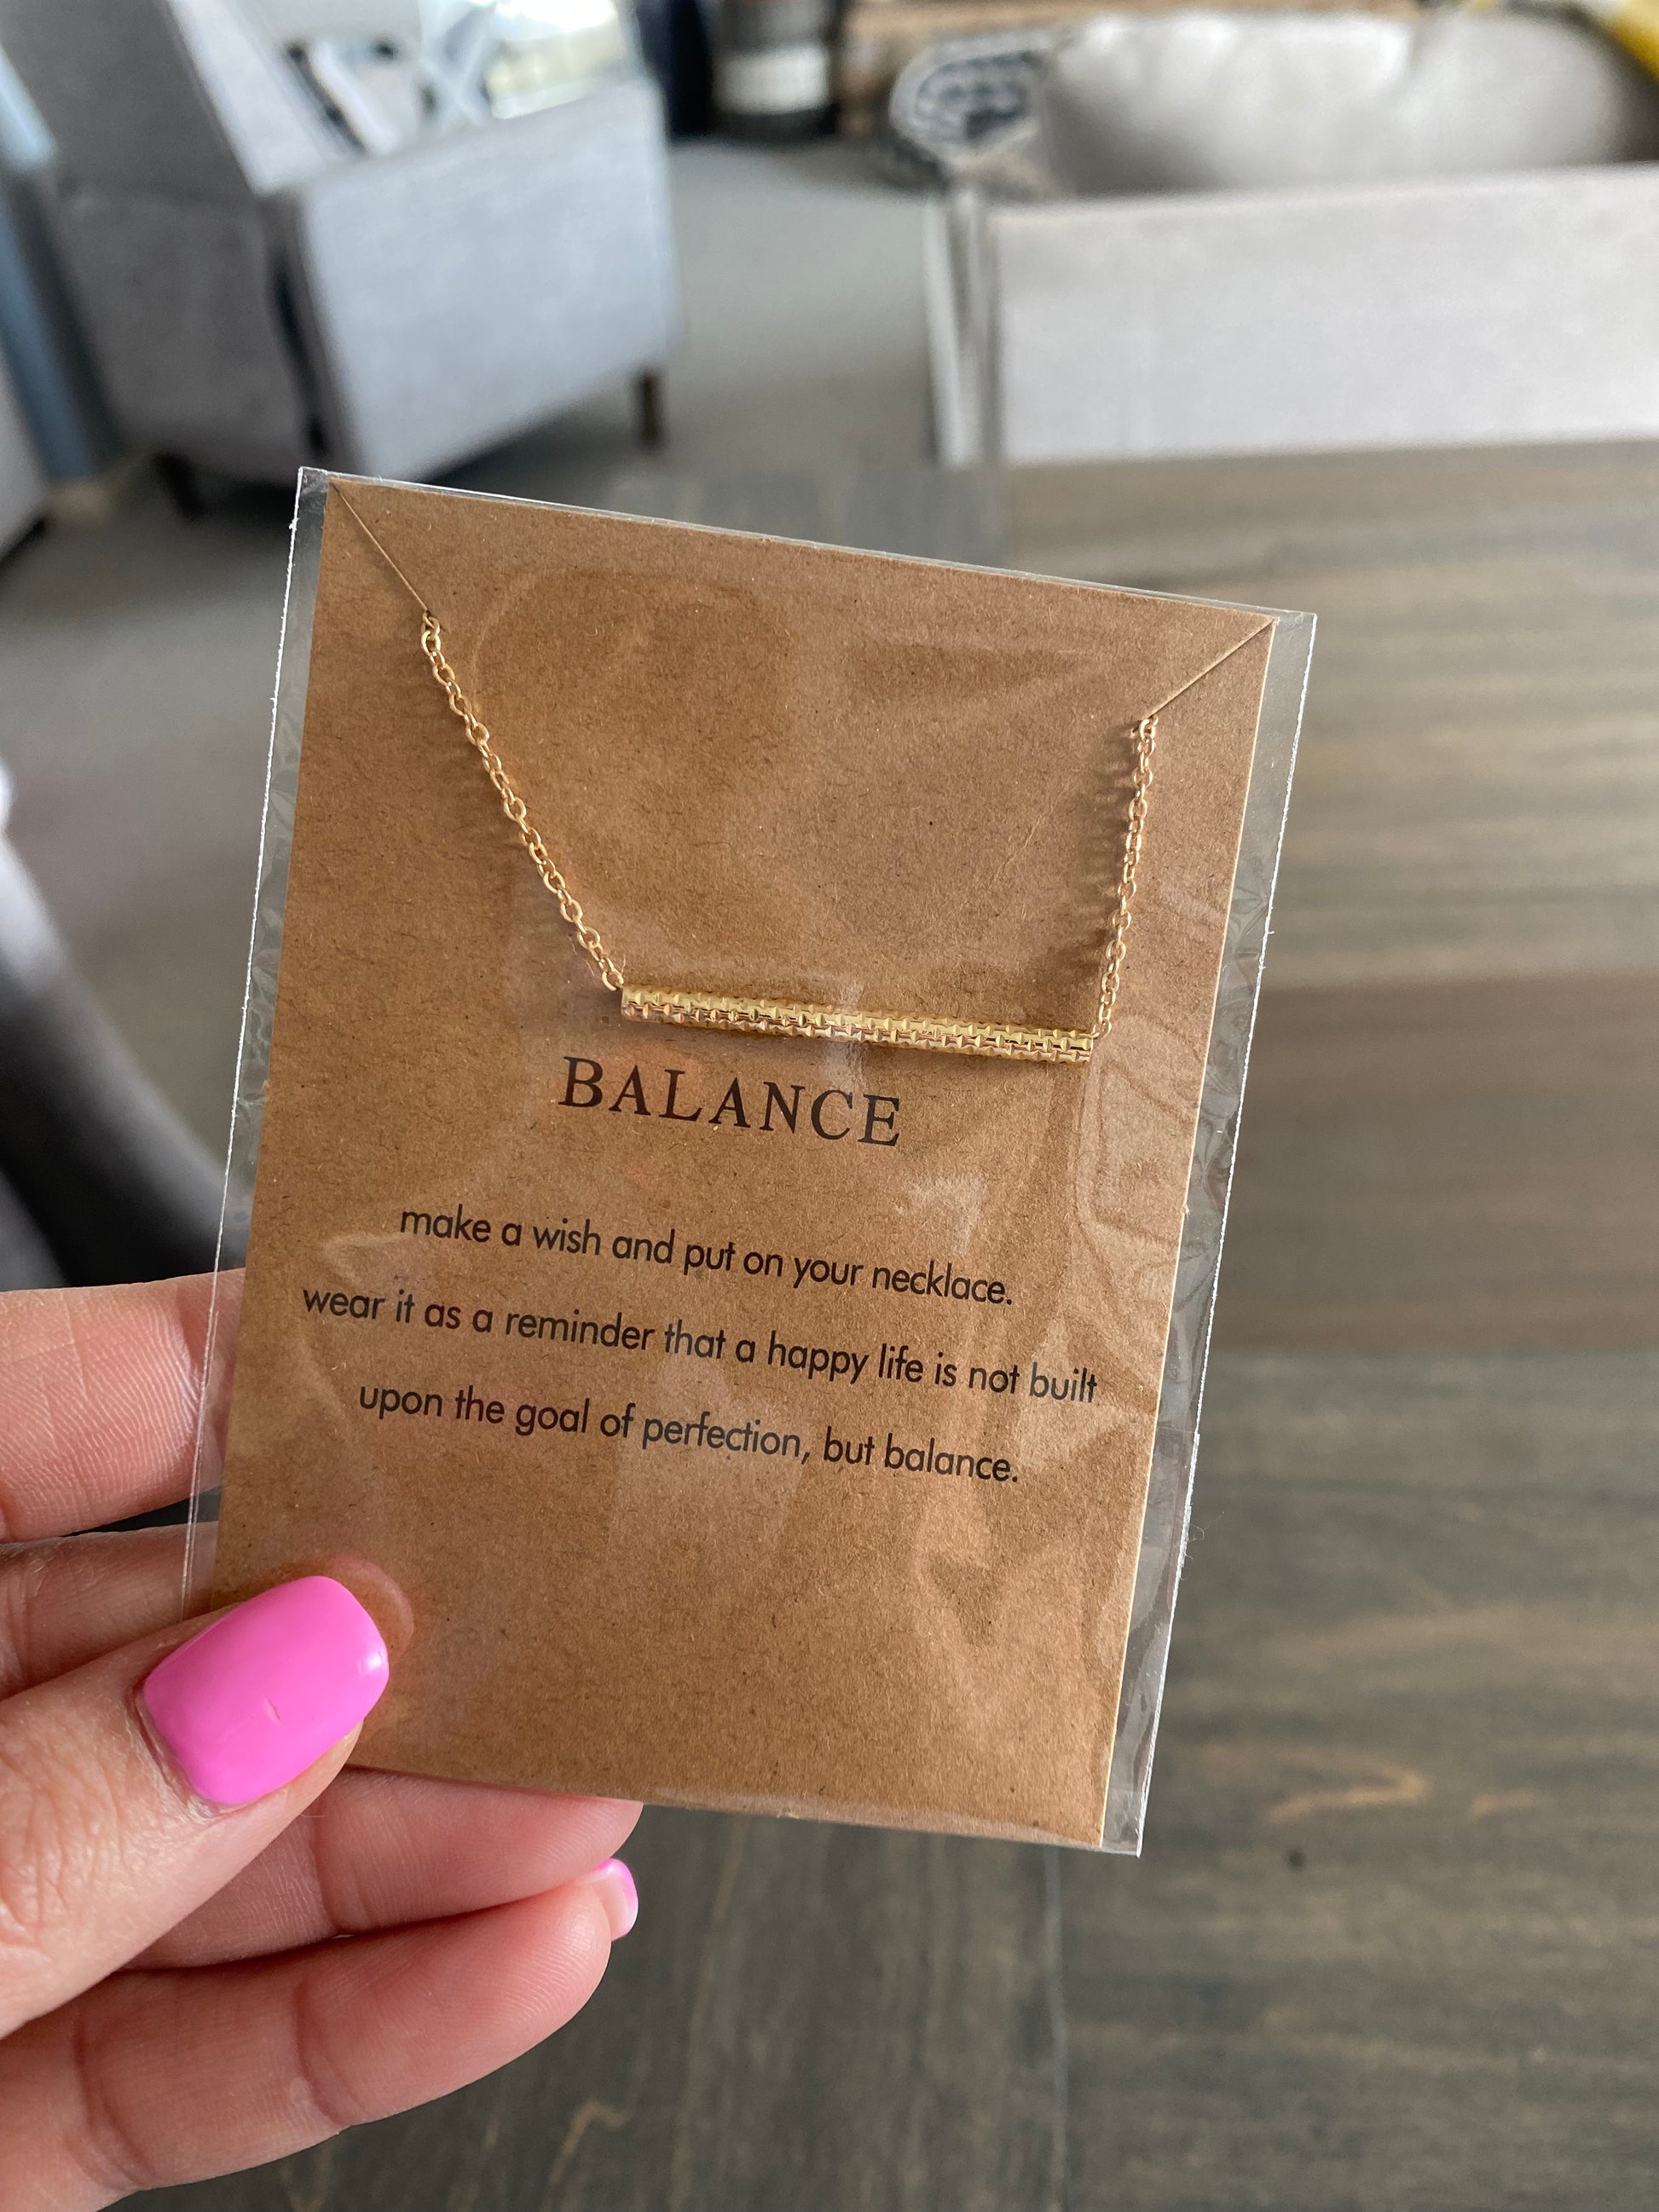 BALANCE
make a wish and put on your necklace.
wear it as a reminder that a happy life is not built
upon the goal of perfection, but balance.